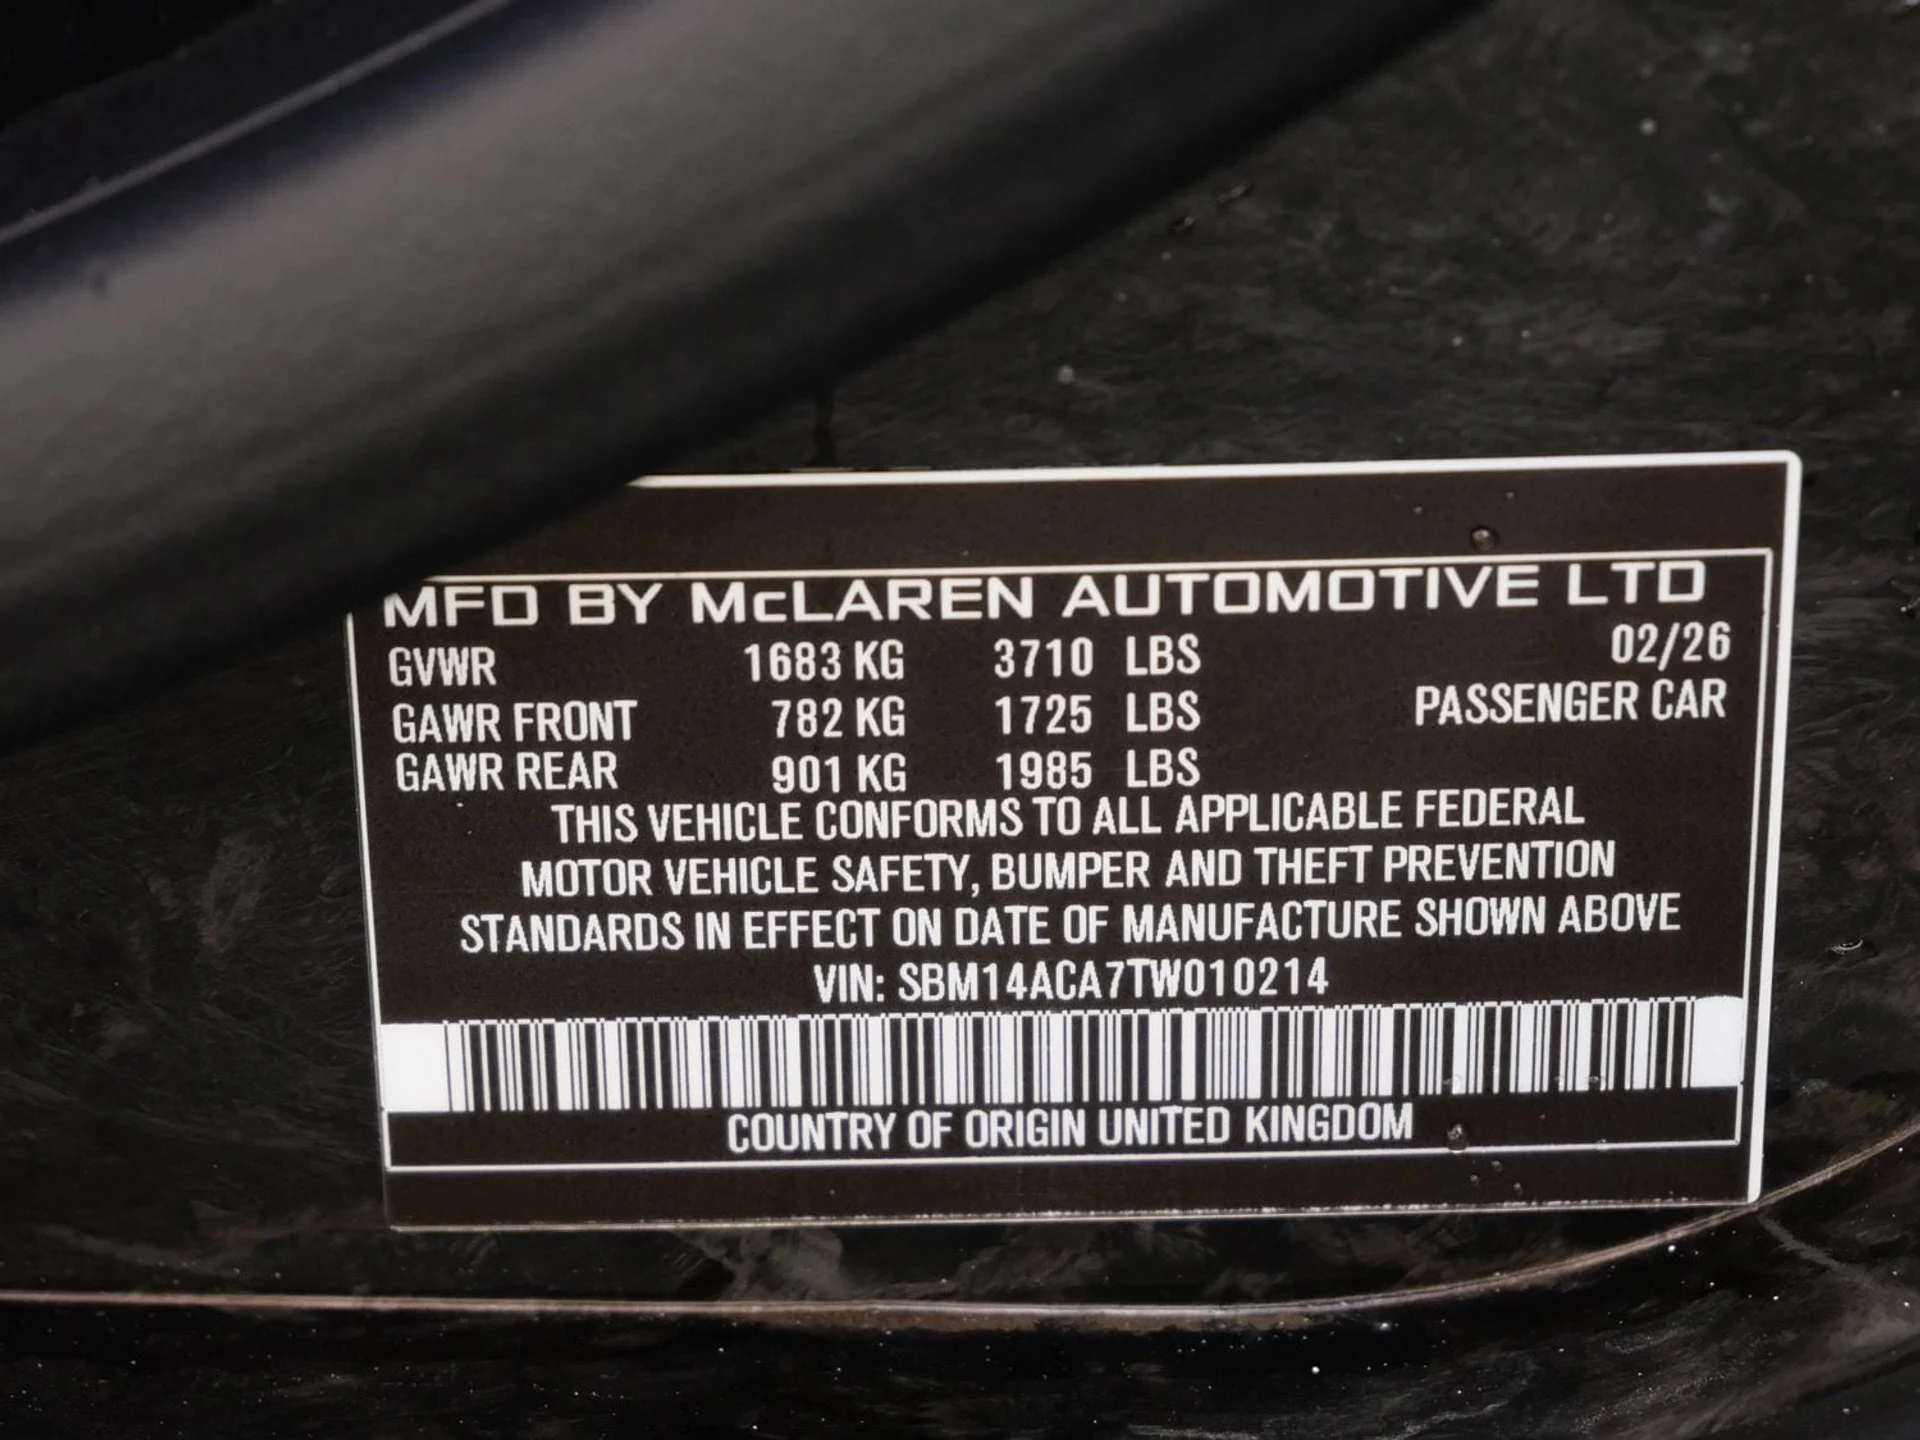 MFD BY McLAREN AUTOMOTIVE LTD
GVWR 1683 KG 3710 LBS 02/26
GAWR FRONT 782 KG 1725 LBS PASSENGER CAR
GAWR REAR 901 KG 1985 LBS
THIS VEHICLE CONFORMS TO ALL APPLICABLE FEDERAL
MOTOR VEHICLE SAFETY, BUMPER AND THEFT PREVENTION
STANDARDS IN EFFECT ON DATE OF MANUFACTURE SHOWN ABOVE
VIN: SBM14ACA7TW010214
COUNTRY OF ORIGIN UNITED KINGDOM